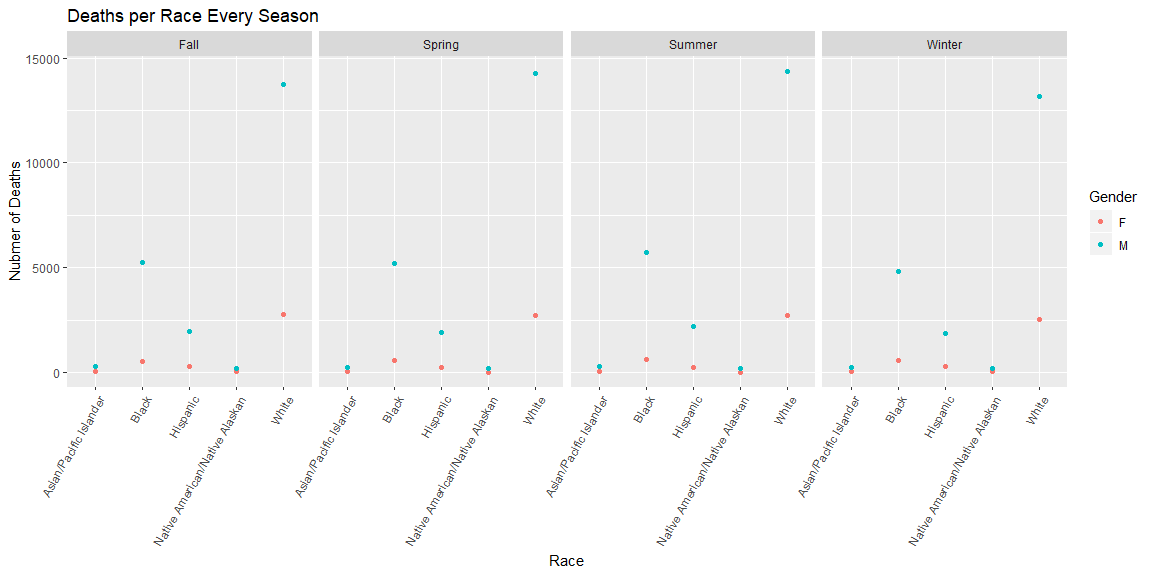 Deaths per Race Every Season
Fall
Spring
Summer
Winter
Nubmer of Deaths
15000
10000
5000
0
Asian/Pacific Islander
Black
Hispanic
Native American/Native Alaskan
White
Asian/Pacific Islander
Black
Hispanic
Native American/Native Alaskan
White
Asian/Pacific Islander
Black
Hispanic
Native American/Native Alaskan
White
Asian/Pacific Islander
Black
Hispanic
Native American/Native Alaskan
White
Race
Gender
F
M